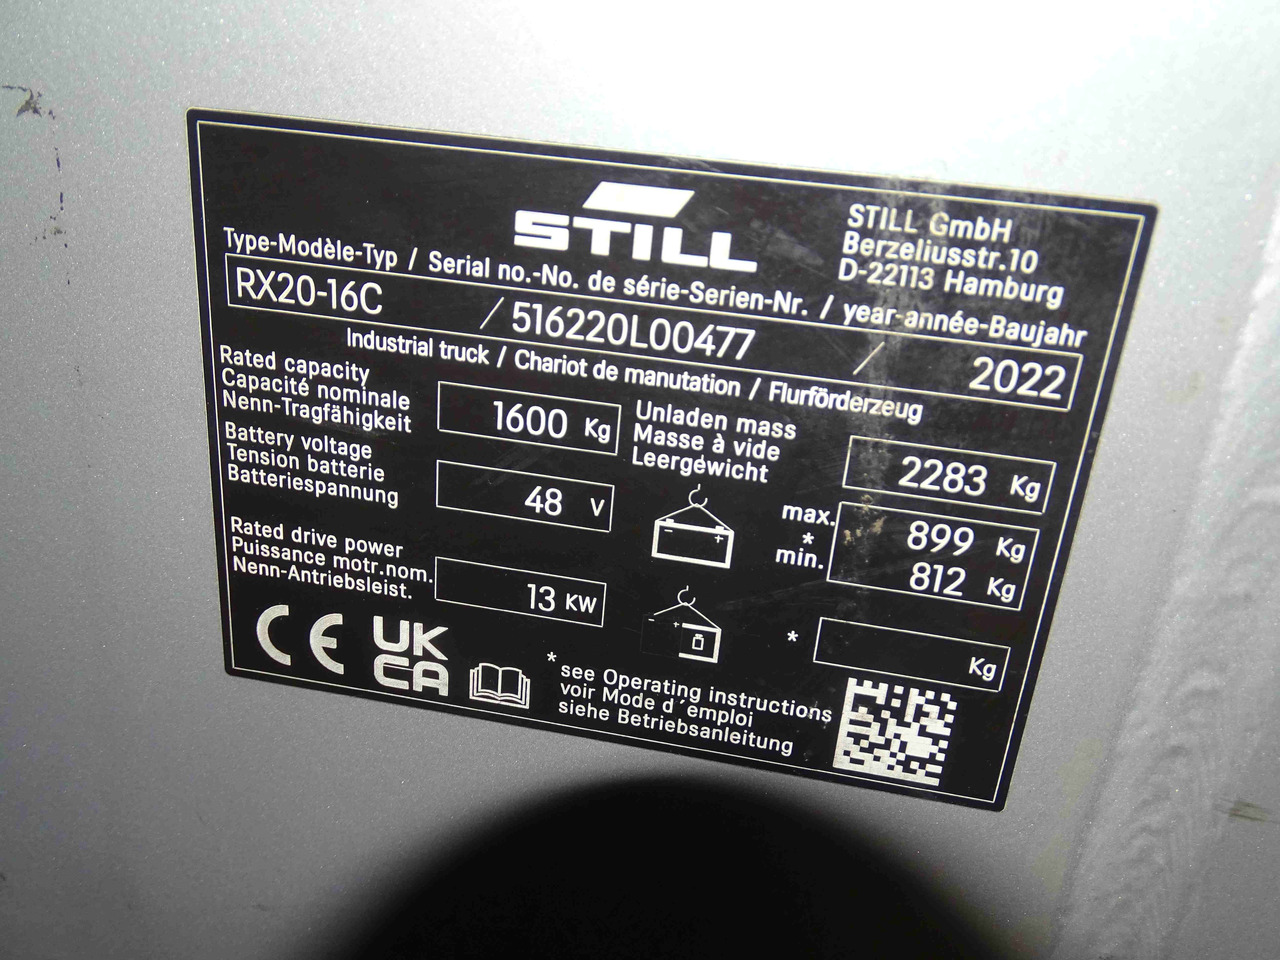 STILL
STILL GmbH
Berzeliusstr.10
D-22113 Hamburg
Type-Modèle-Typ / Serial no.-No. de série-Serien-Nr. / year-année-Baujahr
RX20-16C / 516220L00477 / 2022
Industrial truck / Chariot de manutation / Flurförderzeug
Rated capacity
Capacité nominale
Nenn-Tragfähigkeit
1600 Kg
Unladen mass
Masse à vide
Leergewicht
2283 Kg
Battery voltage
Tension batterie
Batteriespannung
48 V
- +
max. 899 Kg
*
min. 812 Kg
Rated drive power
Puissance motr.nom.
Nenn-Antriebsleist.
13 KW
- +
* Kg
CE UK
CA
* see Operating instructions
voir Mode d´emploi
siehe Betriebsanleitung